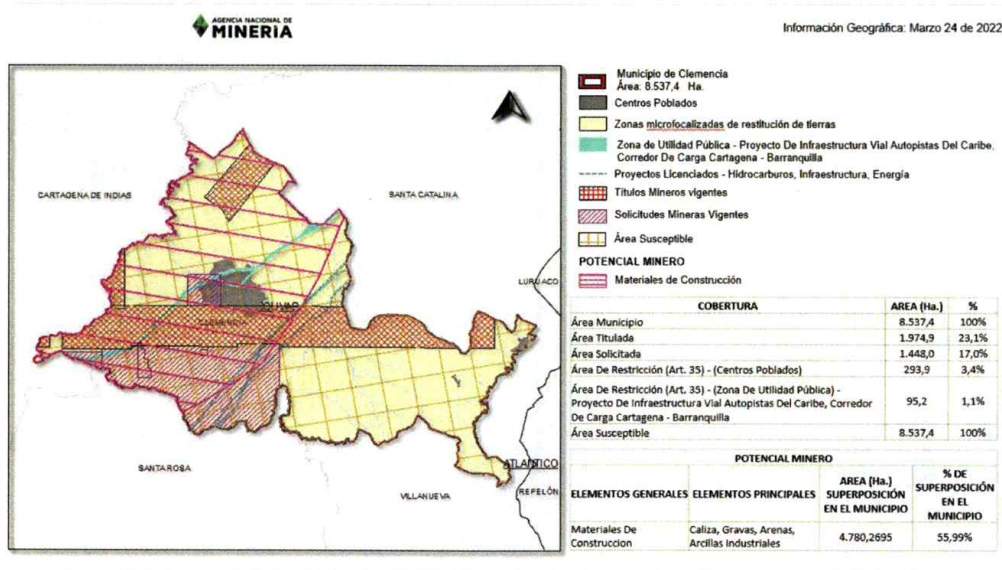 AGENCIA NACIONAL DE
MINERÍA
Información Geográfica: Marzo 24 de 2022
CARTAGENA DE INDIAS
SANTA CATALINA
LURUACO
BOLIVAR
CLEMENCIA
SANTA ROSA
VILLANUEVA
ATLANTICO
REPELÓN
Municipio de Clemencia
Área: 8.537,4 Ha.
Centros Poblados
Zonas microfocalizadas de restitución de tierras
Zona de Utilidad Pública - Proyecto De Infraestructura Vial Autopistas Del Caribe,
Corredor De Carga Cartagena - Barranquilla
Proyectos Licenciados - Hidrocarburos, Infraestructura, Energía
Títulos Mineros vigentes
Solicitudes Mineras Vigentes
Área Susceptible
POTENCIAL MINERO
Materiales de Construcción
COBERTURA AREA (Ha.) %
Área Municipio 8.537,4 100%
Área Titulada 1.974,9 23,1%
Área Solicitada 1.448,0 17,0%
Área De Restricción (Art. 35) - (Centros Poblados) 293,9 3,4%
Área De Restricción (Art. 35) - (Zona De Utilidad Pública) -
Proyecto De Infraestructura Vial Autopistas Del Caribe, Corredor 95,2 1,1%
De Carga Cartagena - Barranquilla
Área Susceptible 8.537,4 100%
POTENCIAL MINERO
ELEMENTOS GENERALES ELEMENTOS PRINCIPALES AREA (Ha.) SUPERPOSICIÓN EN EL MUNICIPIO % DE SUPERPOSICIÓN EN EL MUNICIPIO
Materiales De Caliza, Gravas, Arenas,
Construccion Arcillas Industriales 4.780,2695 55,99%